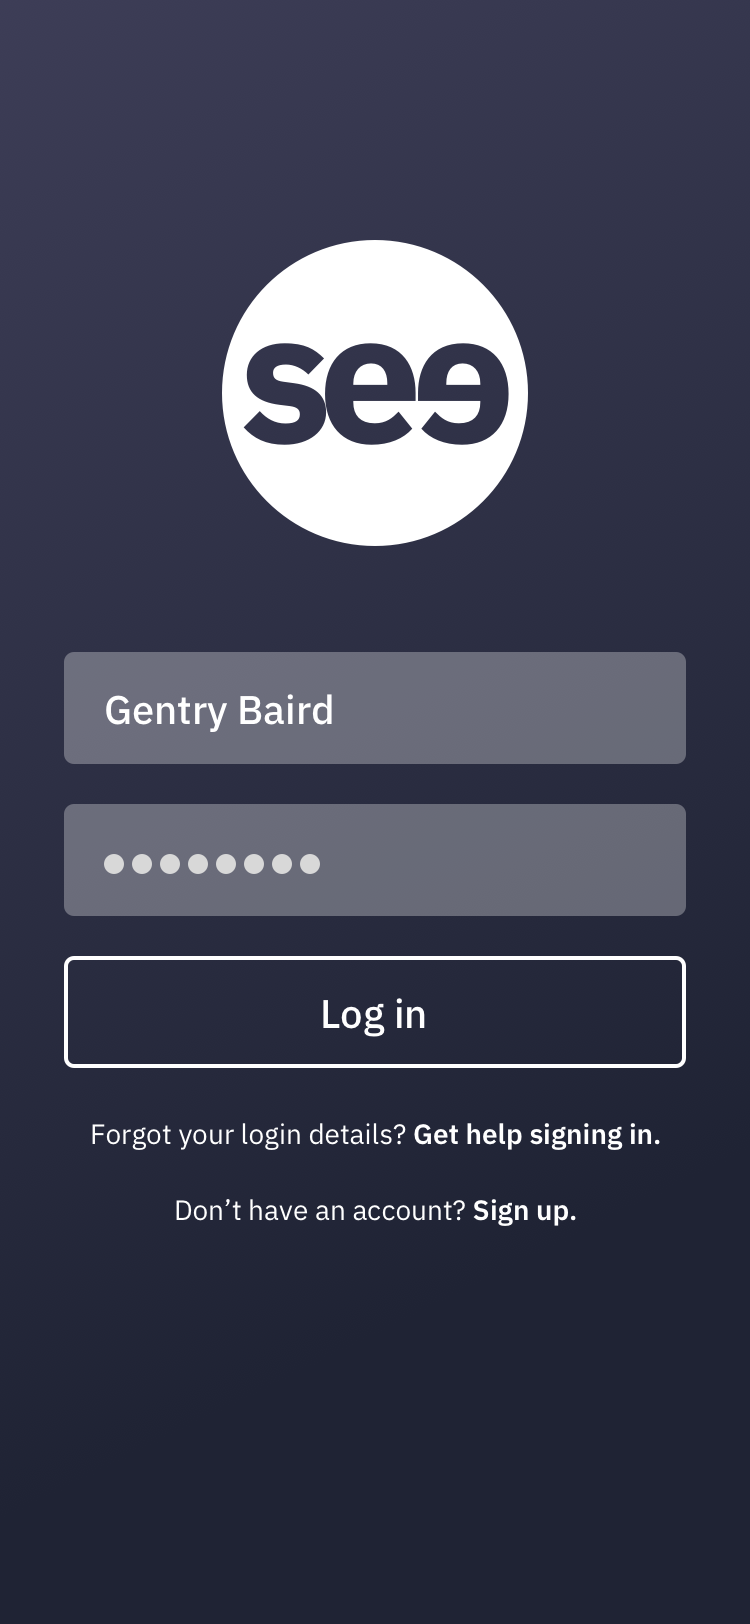 see
Gentry Baird
Log in
Forgot your login details? Get help signing in.
Don’t have an account? Sign up.